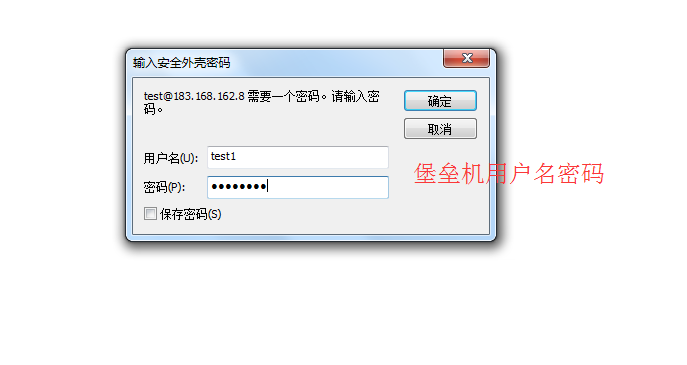 输入安全外壳密码
test@183.168.162.8 需要一个密码。请输入密
码。
确定
取消
用户名(U):
test1
密码(P):
●●●●●●●●
保存密码(S)
堡垒机用户名密码